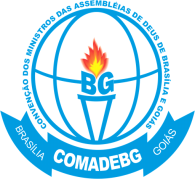 CONVENÇÃO DOS MINISTROS DAS ASSEMBLÉIAS DE DEUS DE BRASÍLIA E GOIÁS
BG
BRASÍLIA
COMADEBG
GOIÁS